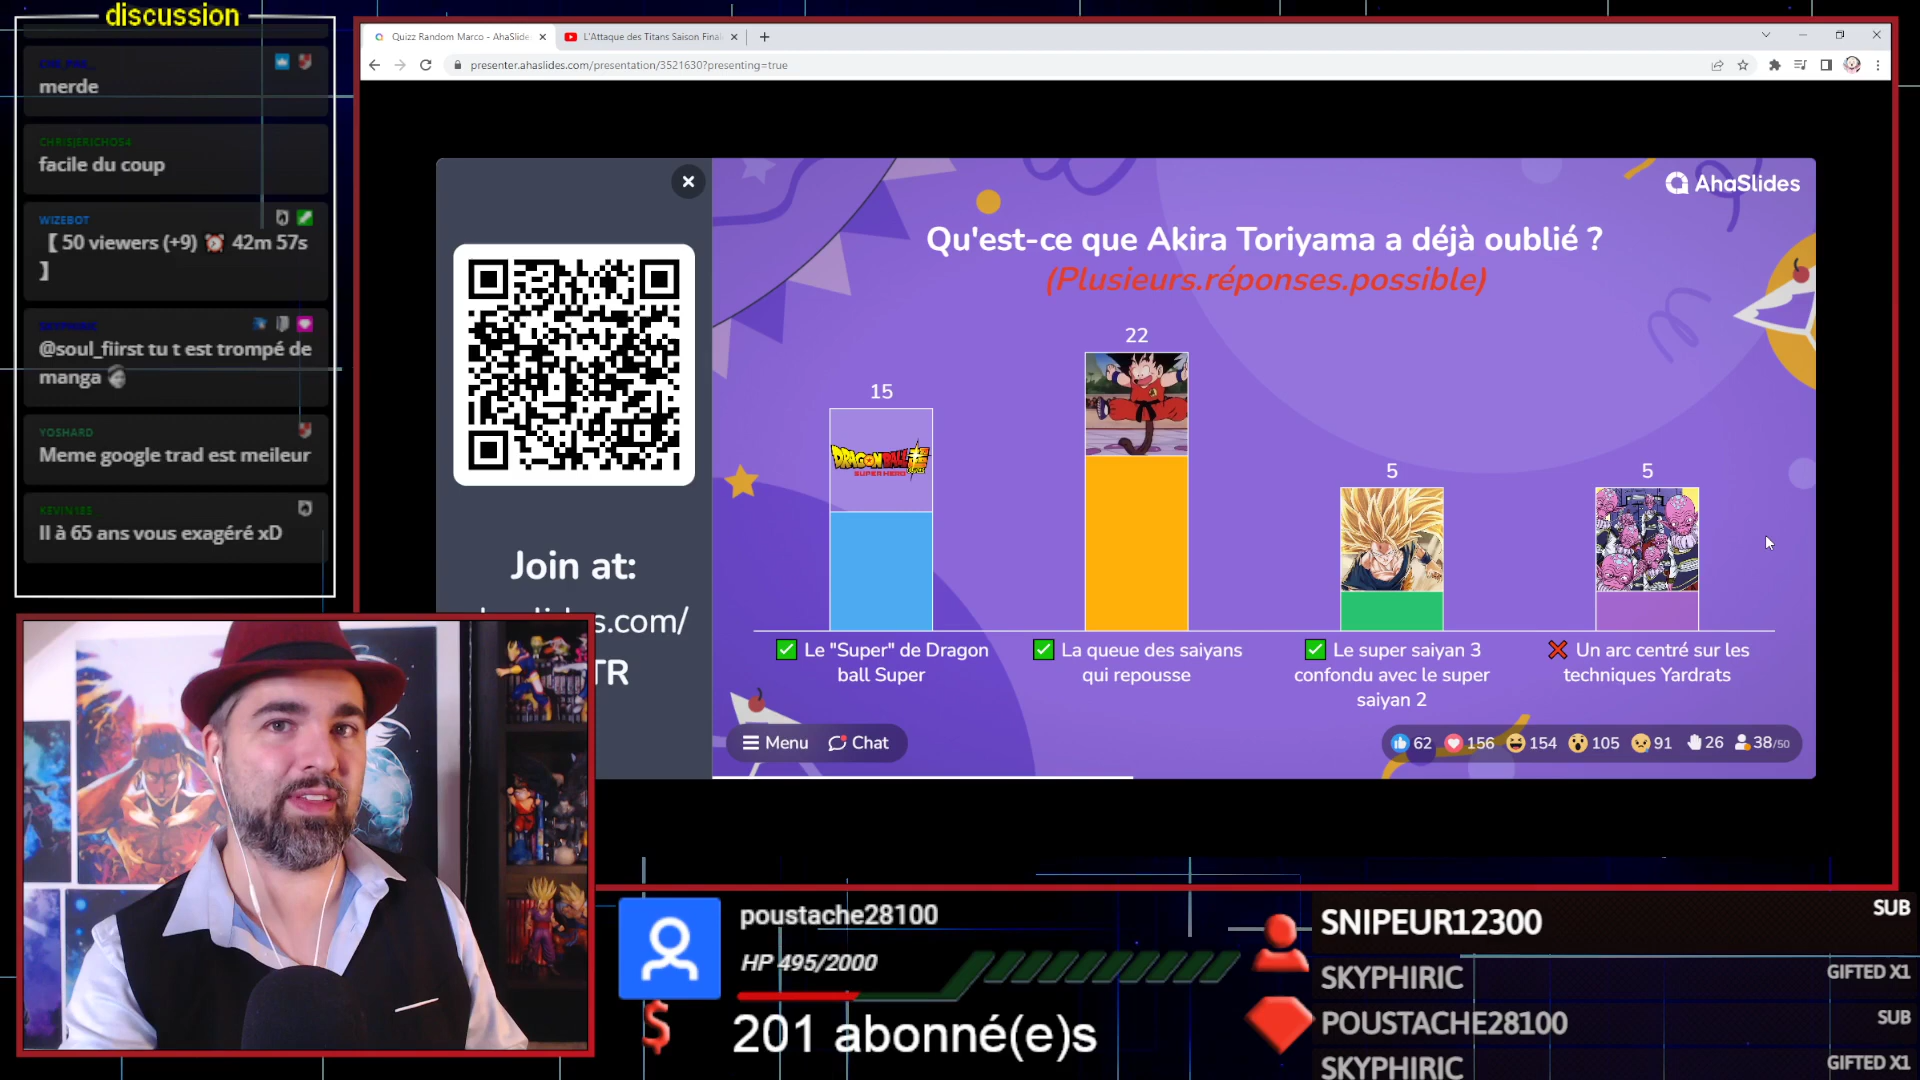 discussion
merde
CHRISJERICHO54
facile du coup
WIZEBOT
【 50 viewers (+9) ⏰ 42m 57s
】
@soul_fiirst tu t est trompé de
manga
YOSHARD
Meme google trad est meileur
Il à 65 ans vous exagéré xD
Quizz Random Marco - AhaSlide
L'Attaque des Titans Saison Final
presenter.ahaslides.com/presentation/3521630?presenting=true
AhaSlides
Qu'est-ce que Akira Toriyama a déjà oublié ?
(Plusieurs.réponses.possible)
15
22
5
5
DRAGONBALL
SUPER HERO
✅ Le "Super" de Dragon
ball Super
✅ La queue des saiyans
qui repousse
✅ Le super saiyan 3
confondu avec le super
saiyan 2
❌ Un arc centré sur les
techniques Yardrats
Join at:
s.com/
TR
Menu
Chat
62
156
154
105
91
26
38/50
poustache28100
HP 495/2000
201 abonné(e)s
SNIPEUR12300
SUB
SKYPHIRIC
GIFTED X1
POUSTACHE28100
SUB
SKYPHIRIC
GIFTED X1